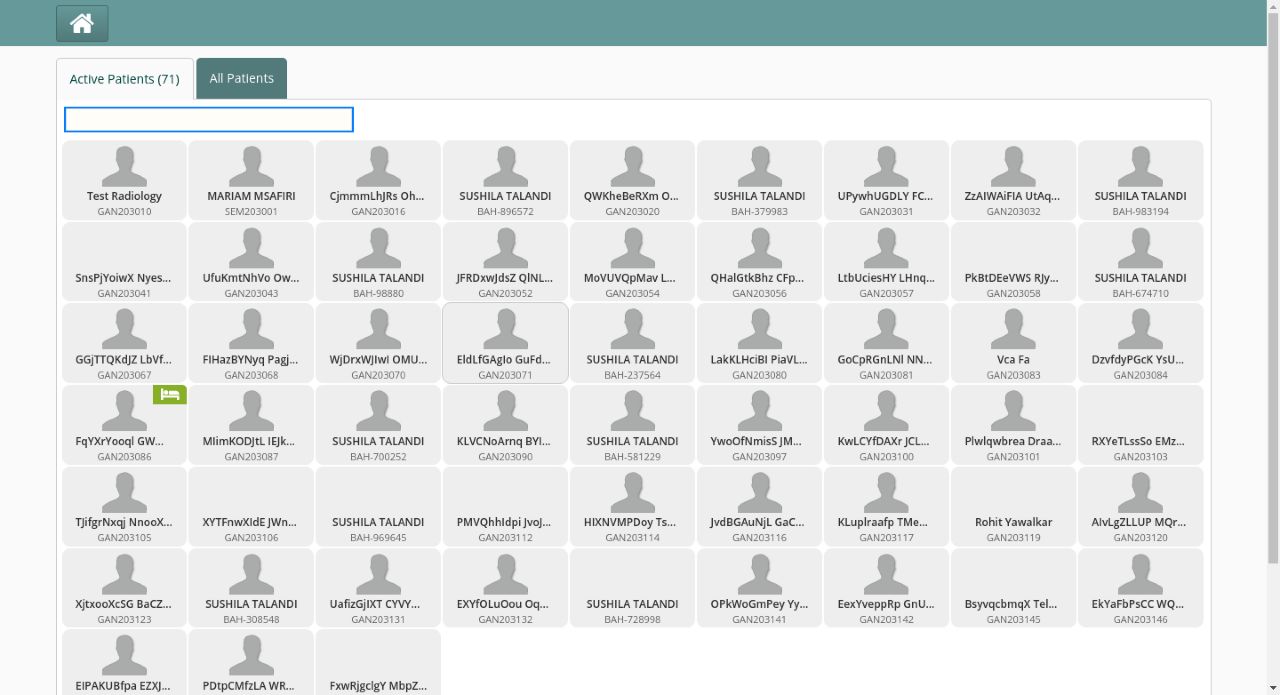 Active Patients (71)
All Patients
Test Radiology
GAN203010
MARIAM MSAFIRI
SEM203001
CjmmmLhJRs Oh...
GAN203016
SUSHILA TALANDI
BAH-896572
QWKheBeRXm O...
GAN203020
SUSHILA TALANDI
BAH-379983
UPywhUGDLY FC...
GAN203031
ZzAIWAiFIA UtAq...
GAN203032
SUSHILA TALANDI
BAH-983194
SnsPjYoiwX Nyes...
GAN203041
UfuKmtNhVo Ow...
GAN203043
SUSHILA TALANDI
BAH-98880
JFRDxwJdsZ QlNL...
GAN203052
MoVUVQpMav L...
GAN203054
QHalGtkBhz CFp...
GAN203056
LtbUciesHY LHnq...
GAN203057
PkBtDEeVWS RJy...
GAN203058
SUSHILA TALANDI
BAH-674710
GGjTTQKdJZ LbVf...
GAN203067
FlHazBYNyq Pagj...
GAN203068
WjDrxWJIwI OMU...
GAN203070
EldLfGAgIo GuFd...
GAN203071
SUSHILA TALANDI
BAH-237564
LakKLHciBI PiaVL...
GAN203080
GoCpRGnLNl NN...
GAN203081
Vca Fa
GAN203083
DzvfdyPGcK YsU...
GAN203084
FqYXrYooql GW...
GAN203086
MIimKODJtL IEJk...
GAN203087
SUSHILA TALANDI
BAH-700252
KLVCNoArnq BYI...
GAN203090
SUSHILA TALANDI
BAH-581229
YwoOfNmisS JM...
GAN203097
KwLCYfDAXr JCL...
GAN203100
Plwlqwbrea Draa...
GAN203101
RXYeTLssSo EMz...
GAN203103
TJifgrNxqj NnooX...
GAN203105
XYTFnwXIdE JWn...
GAN203106
SUSHILA TALANDI
BAH-969645
PMVQhhIdpi JvoJ...
GAN203112
HIXNVMPDoy Ts...
GAN203114
JvdBGAuNjL GaC...
GAN203116
KLuplraafp TMe...
GAN203117
Rohit Yawalkar
GAN203119
AIvLgZLLUP MQr...
GAN203120
XjtxooXcSG BaCZ...
GAN203123
SUSHILA TALANDI
BAH-308548
UafizGjIXT CYVY...
GAN203131
EXYfOLuOou Oq...
GAN203132
SUSHILA TALANDI
BAH-728998
OPkWoGmPey Yy...
GAN203141
EexYveppRp GnU...
GAN203142
BsyvqcbmqX Tel...
GAN203145
EkYaFbPsCC WQ...
GAN203146
EIPAKUBfpa EZXJ...
PDtpCMfzLA WR...
FxwRjgclgY MbpZ...